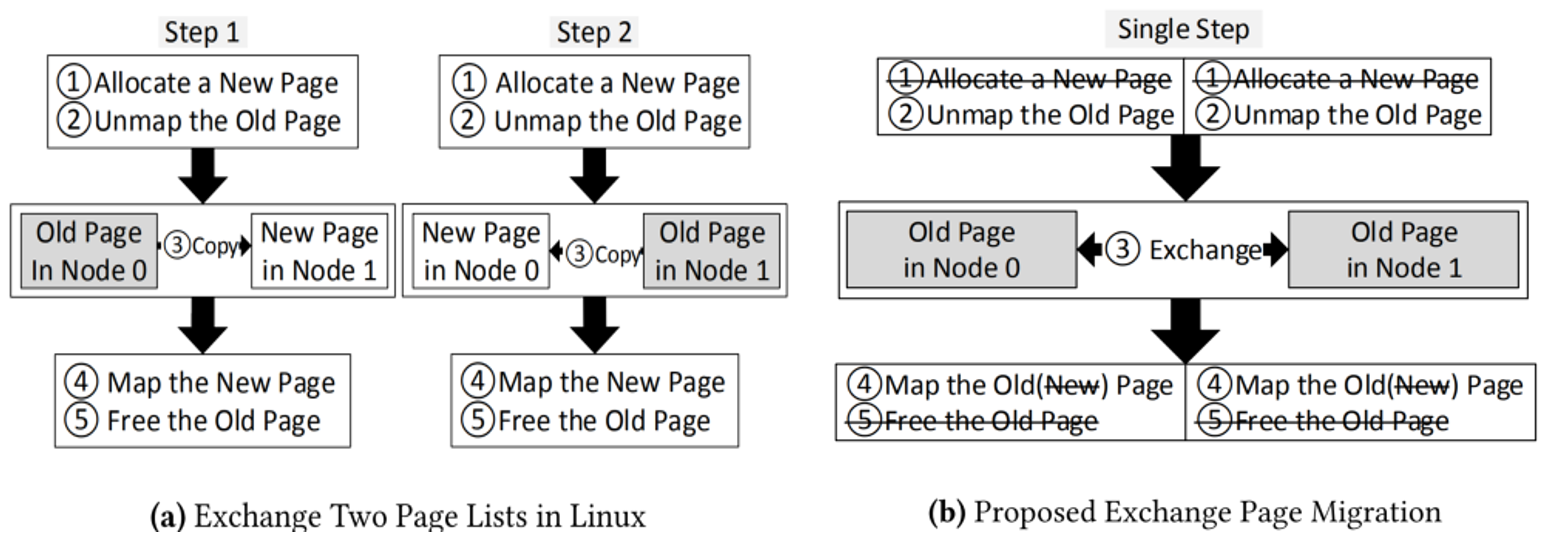 Step 1
① Allocate a New Page
② Unmap the Old Page
Old Page
In Node 0
③ Copy
New Page
in Node 1
④ Map the New Page
⑤ Free the Old Page
Step 2
① Allocate a New Page
② Unmap the Old Page
New Page
in Node 0
③ Copy
Old Page
in Node 1
④ Map the New Page
⑤ Free the Old Page
(a) Exchange Two Page Lists in Linux
Single Step
① Allocate a New Page
② Unmap the Old Page
① Allocate a New Page
② Unmap the Old Page
Old Page
in Node 0
③ Exchange
Old Page
in Node 1
④ Map the Old(New) Page
⑤ Free the Old Page
④ Map the Old(New) Page
⑤ Free the Old Page
(b) Proposed Exchange Page Migration